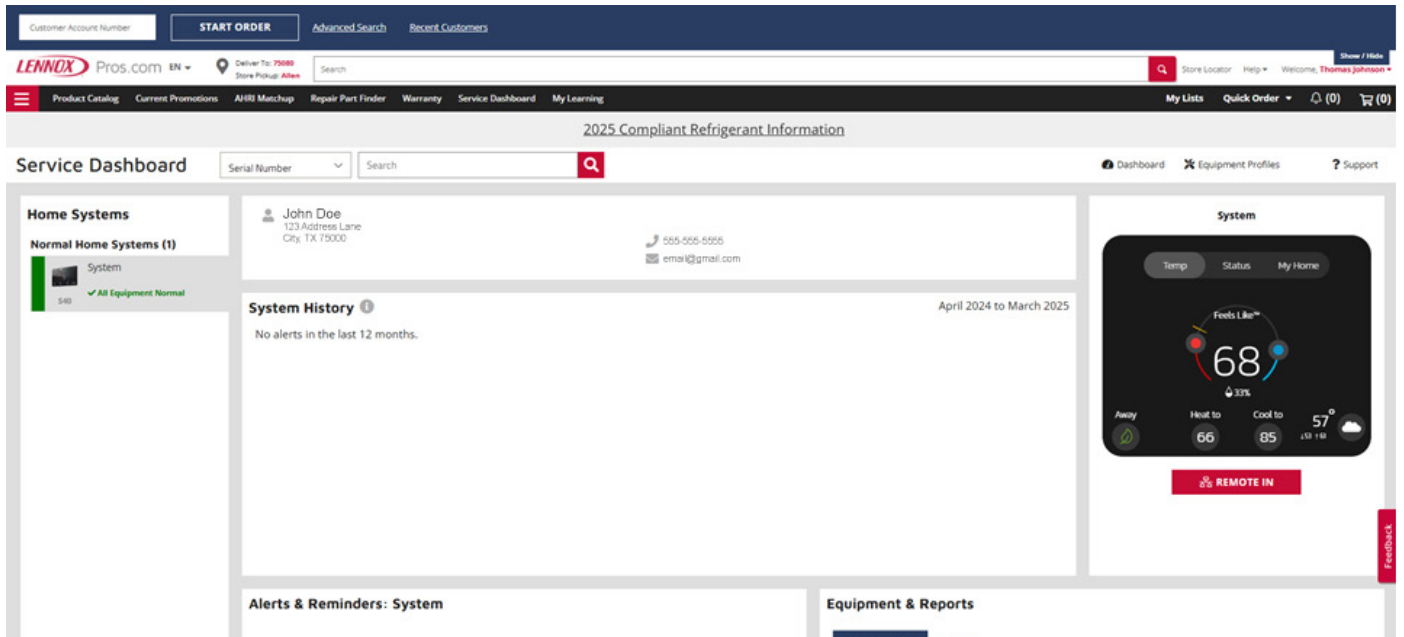 Customer Account Number
START ORDER
Advanced Search
Recent Customers
Show / Hide
LENNOX Pros.com EN
Deliver To: 75080
Store Pickup: Allen
Search
Store Locator Help Welcome, Thomas Johnson
Product Catalog Current Promotions AHRI Matchup Repair Part Finder Warranty Service Dashboard My Learning
My Lists Quick Order (0) (0)
2025 Compliant Refrigerant Information
Service Dashboard
Serial Number
Search
Dashboard Equipment Profiles ? Support
Home Systems
Normal Home Systems (1)
System
All Equipment Normal
S40
John Doe
123 Address Lane
City, TX 75000
555-555-5555
email@gmail.com
System History
April 2024 to March 2025
No alerts in the last 12 months.
System
Temp Status My Home
Feels Like™
68
33%
Away
Heat to
Cool to
66
85
57°
↓53 ↑63
REMOTE IN
Feedback
Alerts & Reminders: System
Equipment & Reports